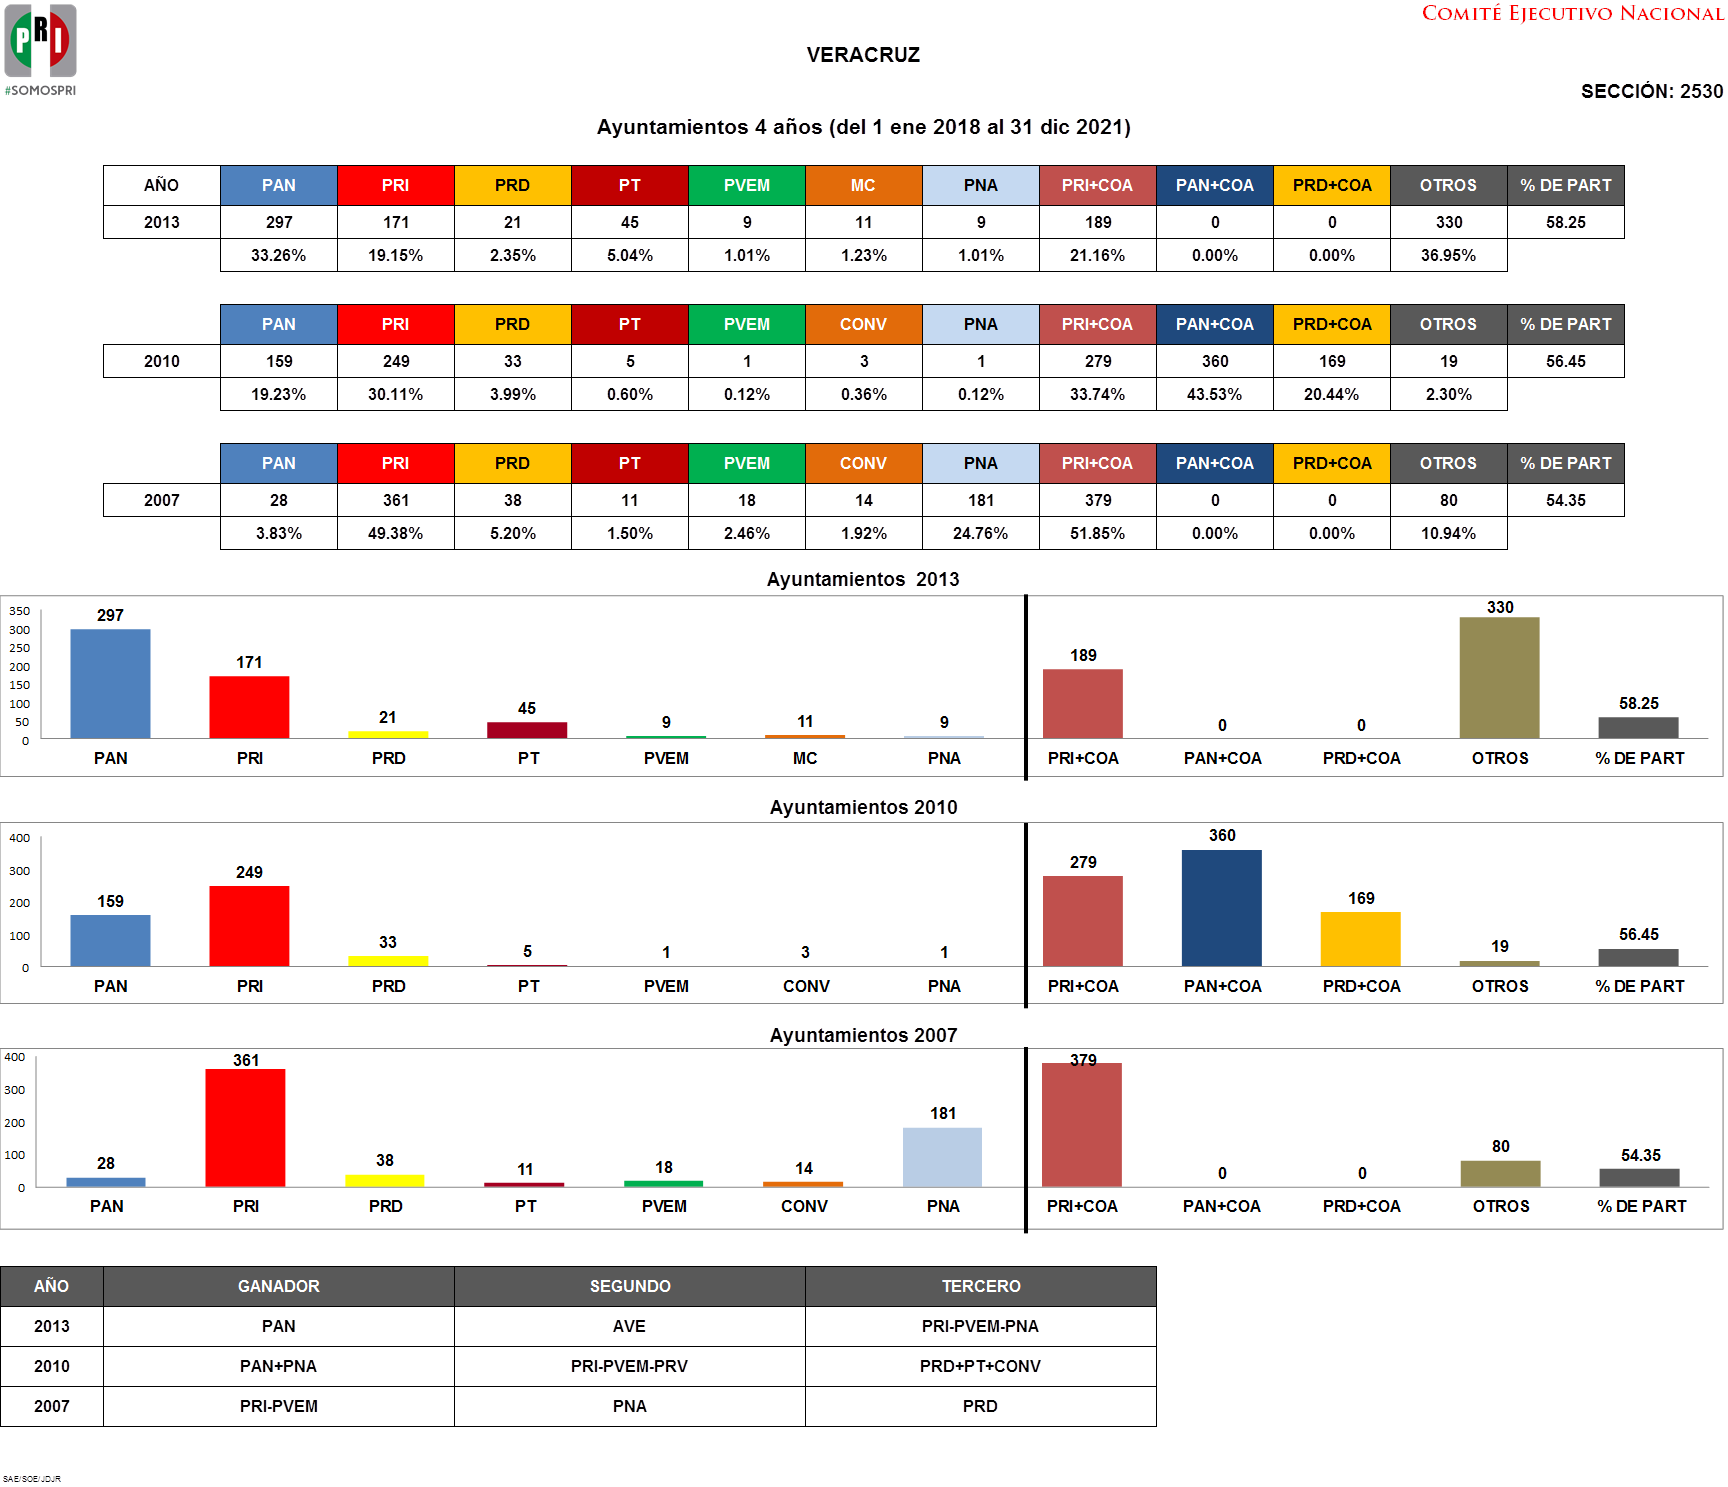 PRI
#SOMOSPRI
COMITÉ EJECUTIVO NACIONAL
VERACRUZ
SECCIÓN: 2530
Ayuntamientos 4 años (del 1 ene 2018 al 31 dic 2021)
AÑO PAN PRI PRD PT PVEM MC PNA PRI+COA PAN+COA PRD+COA OTROS % DE PART
2013 297 171 21 45 9 11 9 189 0 0 330 58.25
33.26% 19.15% 2.35% 5.04% 1.01% 1.23% 1.01% 21.16% 0.00% 0.00% 36.95%
PAN PRI PRD PT PVEM CONV PNA PRI+COA PAN+COA PRD+COA OTROS % DE PART
2010 159 249 33 5 1 3 1 279 360 169 19 56.45
19.23% 30.11% 3.99% 0.60% 0.12% 0.36% 0.12% 33.74% 43.53% 20.44% 2.30%
PAN PRI PRD PT PVEM CONV PNA PRI+COA PAN+COA PRD+COA OTROS % DE PART
2007 28 361 38 11 18 14 181 379 0 0 80 54.35
3.83% 49.38% 5.20% 1.50% 2.46% 1.92% 24.76% 51.85% 0.00% 0.00% 10.94%
Ayuntamientos 2013
350
300
250
200
150
100
50
0
297 171 21 45 9 11 9 189 0 0 330 58.25
PAN PRI PRD PT PVEM MC PNA PRI+COA PAN+COA PRD+COA OTROS % DE PART
Ayuntamientos 2010
400
300
200
100
0
159 249 33 5 1 3 1 279 360 169 19 56.45
PAN PRI PRD PT PVEM CONV PNA PRI+COA PAN+COA PRD+COA OTROS % DE PART
Ayuntamientos 2007
400
300
200
100
0
28 361 38 11 18 14 181 379 0 0 80 54.35
PAN PRI PRD PT PVEM CONV PNA PRI+COA PAN+COA PRD+COA OTROS % DE PART
AÑO GANADOR SEGUNDO TERCERO
2013 PAN AVE PRI-PVEM-PNA
2010 PAN+PNA PRI-PVEM-PRV PRD+PT+CONV
2007 PRI-PVEM PNA PRD
SAE/SOE/JDJR